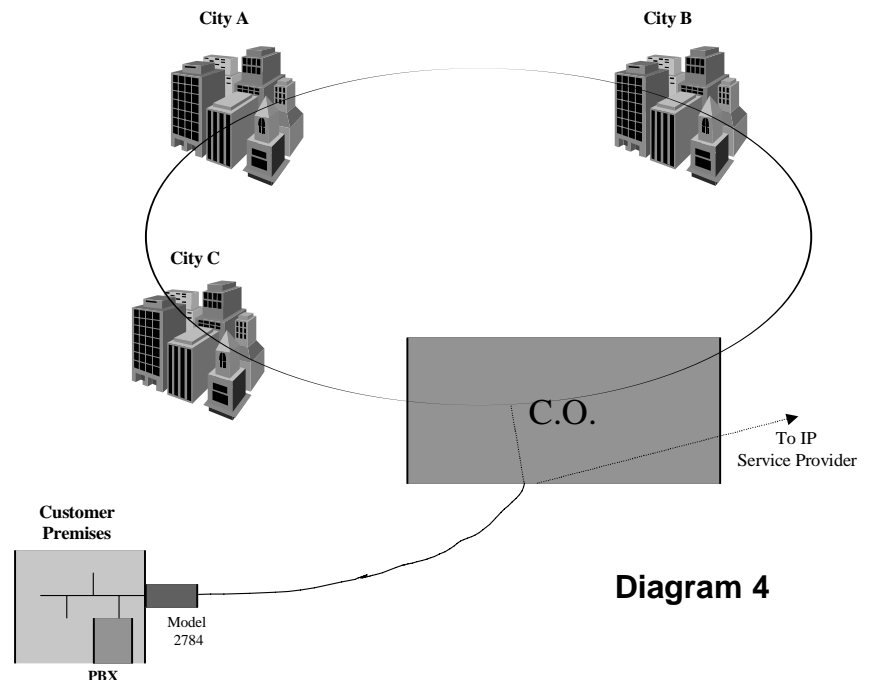 City A
City B
City C
C.O.
To IP
Service Provider
Customer
Premises
Model
2784
PBX
Diagram 4